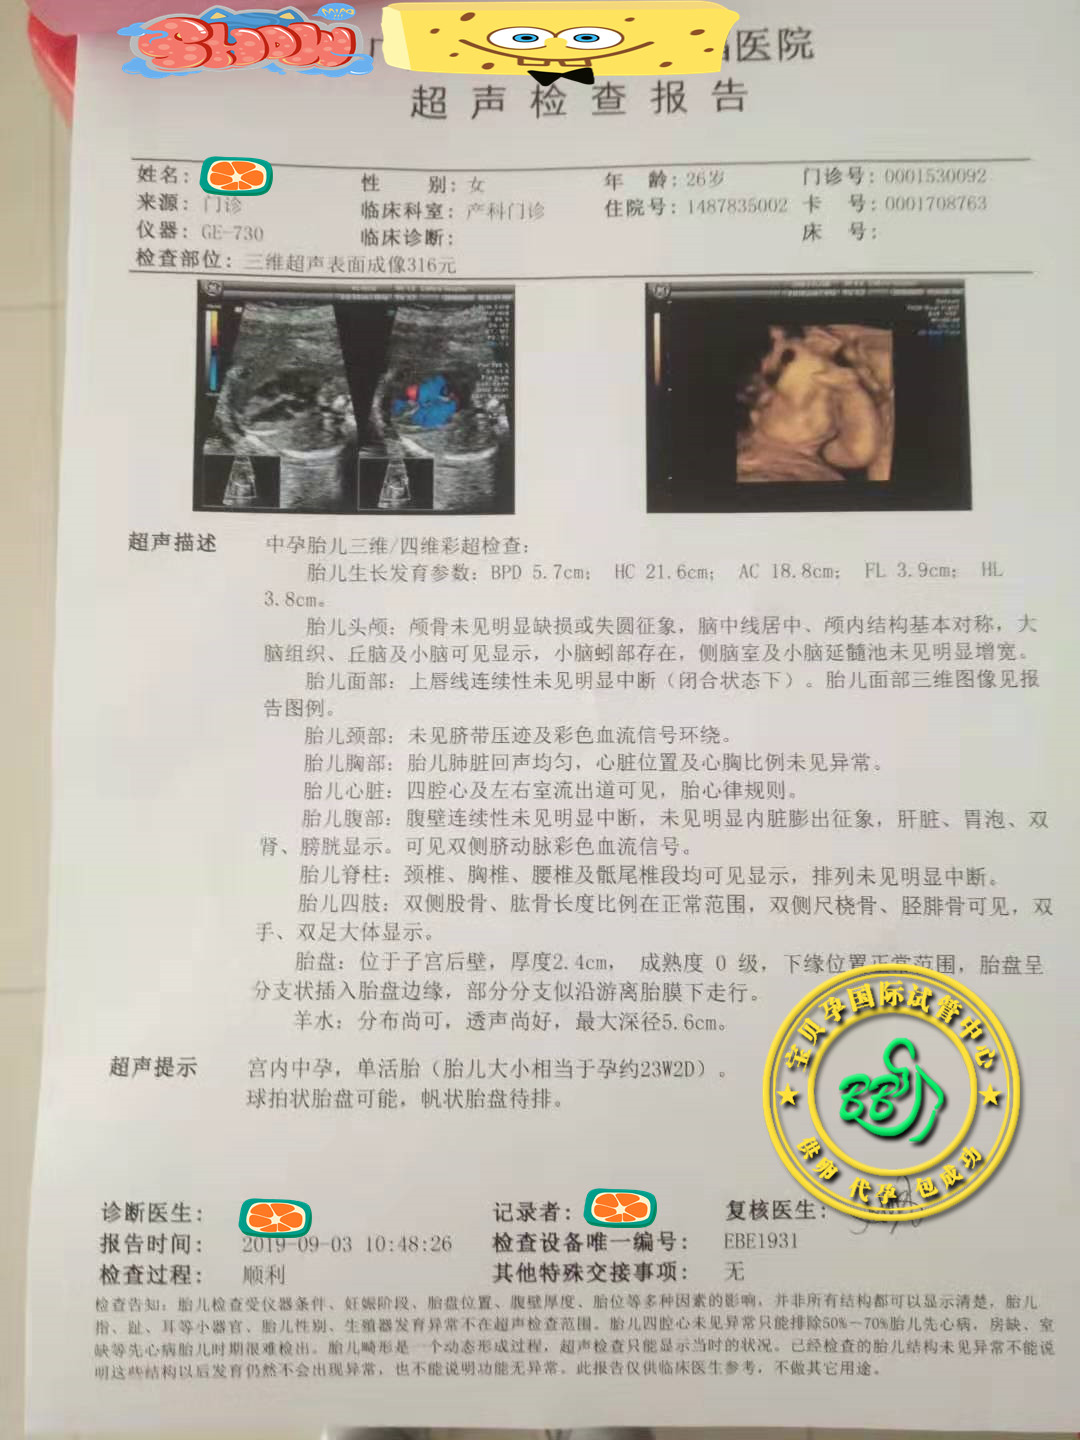 SHOW
医院
超声检查报告
姓名: 性 别: 女 年 龄: 26岁 门诊号: 0001530092
来源: 门诊 临床科室: 产科门诊 住院号: 1487835002 卡 号: 0001708763
仪器: GE-730 临床诊断: 床 号:
检查部位: 三维超声表面成像316元
超声描述 中孕胎儿三维/四维彩超检查:
胎儿生长发育参数: BPD 5.7cm; HC 21.6cm; AC 18.8cm; FL 3.9cm; HL
3.8cm。
胎儿头颅: 颅骨未见明显缺损或失圆征象, 脑中线居中、颅内结构基本对称, 大
脑组织、丘脑及小脑可见显示, 小脑蚓部存在, 侧脑室及小脑延髓池未见明显增宽。
胎儿面部: 上唇线连续性未见明显中断 (闭合状态下) 。胎儿面部三维图像见报
告图例。
胎儿颈部: 未见脐带压迹及彩色血流信号环绕。
胎儿胸部: 胎儿肺脏回声均匀, 心脏位置及心胸比例未见异常。
胎儿心脏: 四腔心及左右室流出道可见, 胎心律规则。
胎儿腹部: 腹壁连续性未见明显中断, 未见明显内脏膨出征象, 肝脏、胃泡、双
肾、膀胱显示。可见双侧脐动脉彩色血流信号。
胎儿脊柱: 颈椎、胸椎、腰椎及骶尾椎段均可见显示, 排列未见明显中断。
胎儿四肢: 双侧股骨、肱骨长度比例在正常范围, 双侧尺桡骨、胫腓骨可见, 双
手、双足大体显示。
胎盘: 位于子宫后壁, 厚度2.4cm, 成熟度 0 级, 下缘位置正常范围, 胎盘呈
分支状插入胎盘边缘, 部分分支似沿游离胎膜下走行。
羊水: 分布尚可, 透声尚好, 最大深径5.6cm。
超声提示 宫内中孕, 单活胎 (胎儿大小相当于孕约23W2D) 。
球拍状胎盘可能, 帆状胎盘待排。
宝贝孕国际试管中心
BB
供卵 代孕 包成功
诊断医生: 记录者: 复核医生:
报告时间: 2019-09-03 10:48:26 检查设备唯一编号: EBE1931
检查过程: 顺利 其他特殊交接事项: 无
检查告知: 胎儿检查受仪器条件、妊娠阶段、胎盘位置、腹壁厚度、胎位等多种因素的影响, 并非所有结构都可以显示清楚, 胎儿
指、趾、耳等小器官、胎儿性别、生殖器发育异常不在超声检查范围。胎儿四腔心未见异常只能排除50%-70%胎儿先心病, 房缺、室
缺等先心病胎儿时期很难检出。胎儿畸形是一个动态形成过程, 超声检查只能显示当时的状况。已经检查的胎儿结构未见异常不能说
明这些结构以后发育仍然不会出现异常, 也不能说明功能无异常。此报告仅供临床医生参考, 不做其它用途。